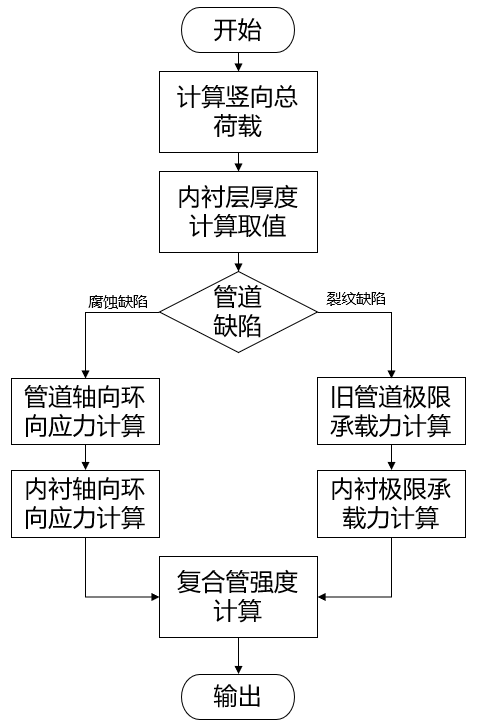 开始
计算竖向总
荷载
内衬层厚度
计算取值
管道
缺陷
腐蚀缺陷
裂纹缺陷
管道轴向环
向应力计算
旧管道极限
承载力计算
内衬轴向环
向应力计算
内衬极限承
载力计算
复合管强度
计算
输出